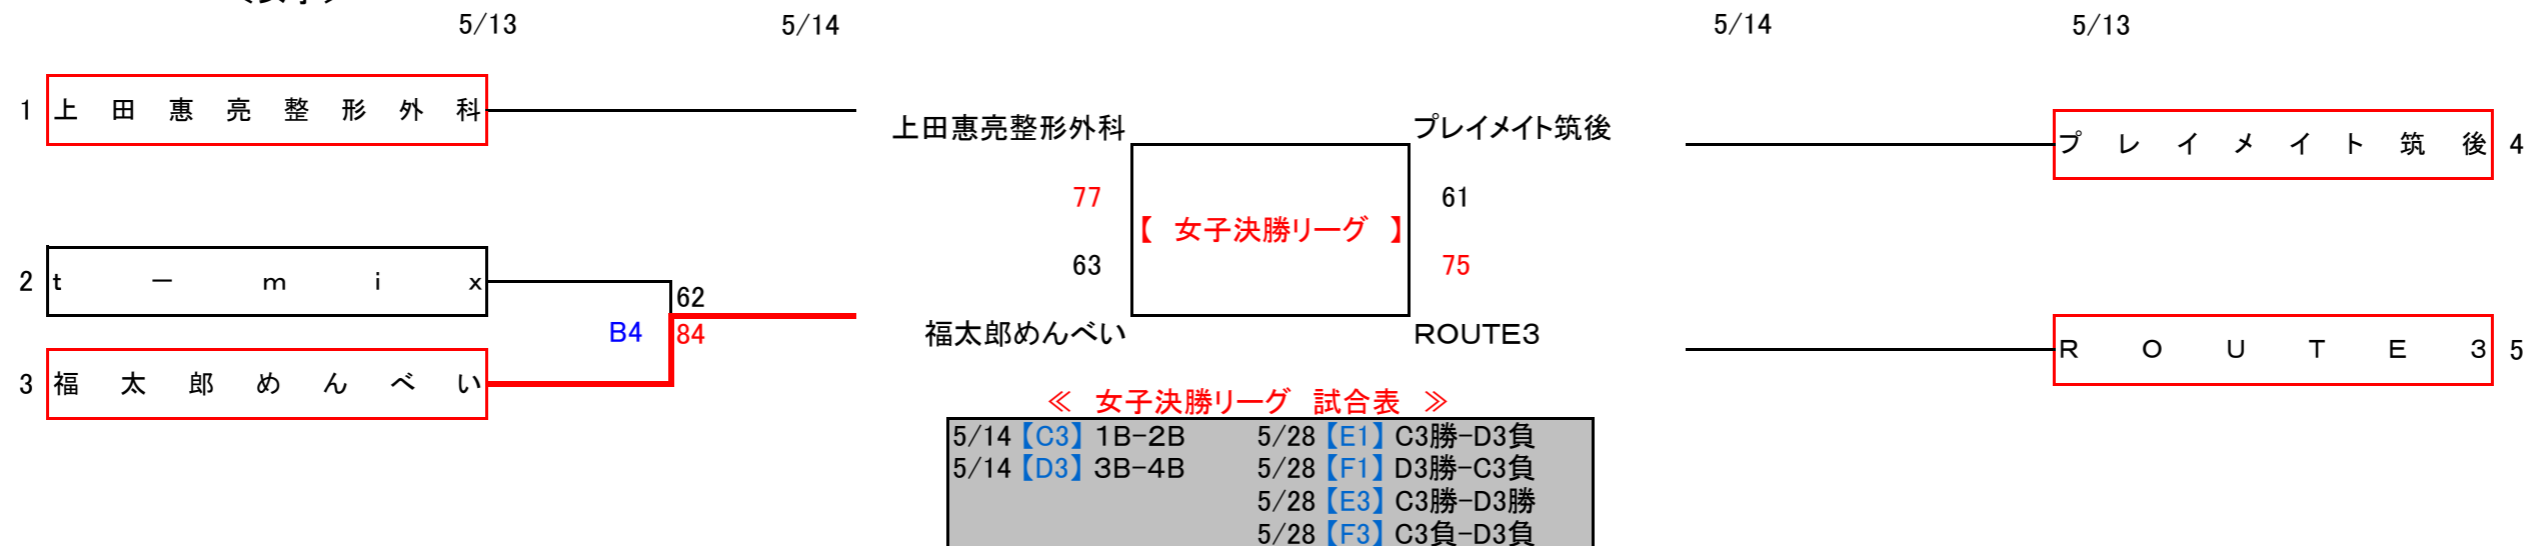 5/13 5/14 5/14 5/13
1 上田惠亮整形外科
上田惠亮整形外科 プレイメイト筑後
プレイメイト筑後 4
77 61
【 女子決勝リーグ 】
63 75
2 t－mix
62
B4 84
福太郎めんべい ROUTE3
ROUTE3 5
3 福太郎めんべい
≪ 女子決勝リーグ 試合表 ≫
5/14【C3】1B-2B 5/28【E1】C3勝-D3負
5/14【D3】3B-4B 5/28【F1】D3勝-C3負
5/28【E3】C3勝-D3勝
5/28【F3】C3負-D3負